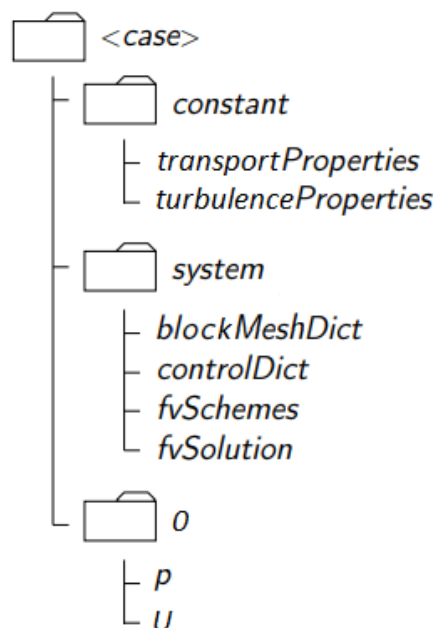 <case>
constant
transportProperties
turbulenceProperties
system
blockMeshDict
controlDict
fvSchemes
fvSolution
0
p
U